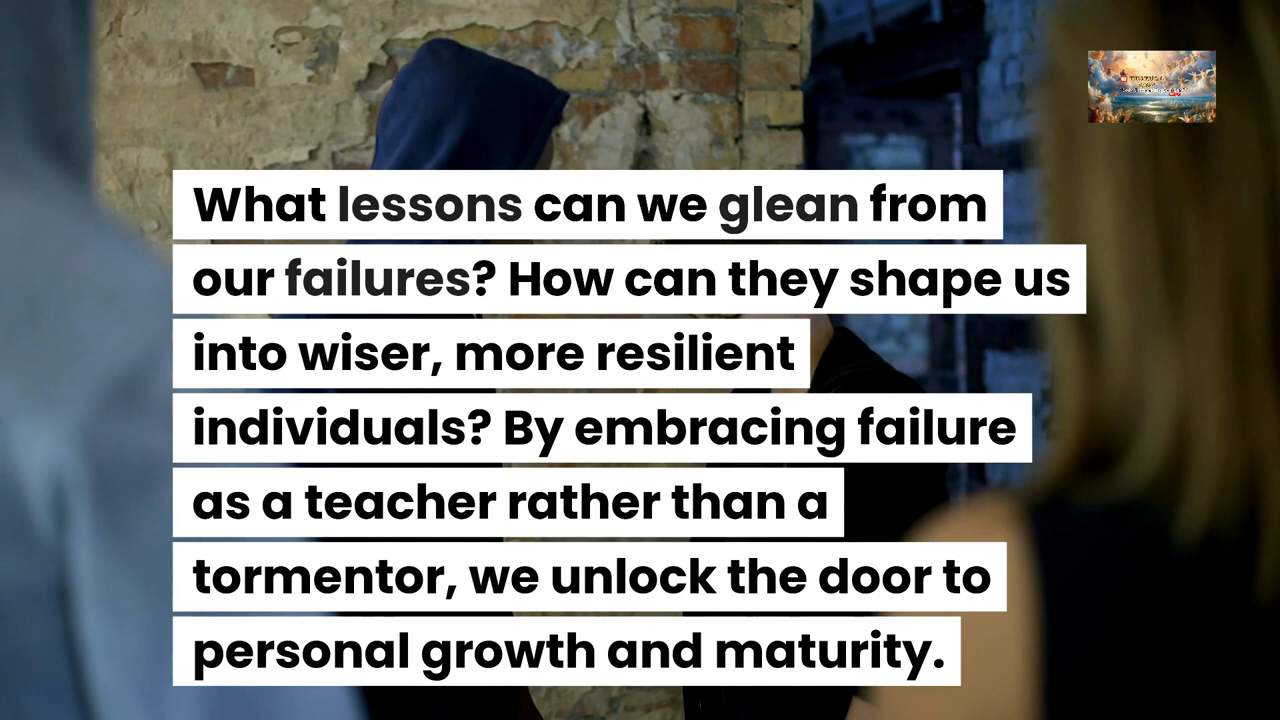 What lessons can we glean from
our failures? How can they shape us
into wiser, more resilient
individuals? By embracing failure
as a teacher rather than a
tormentor, we unlock the door to
personal growth and maturity.